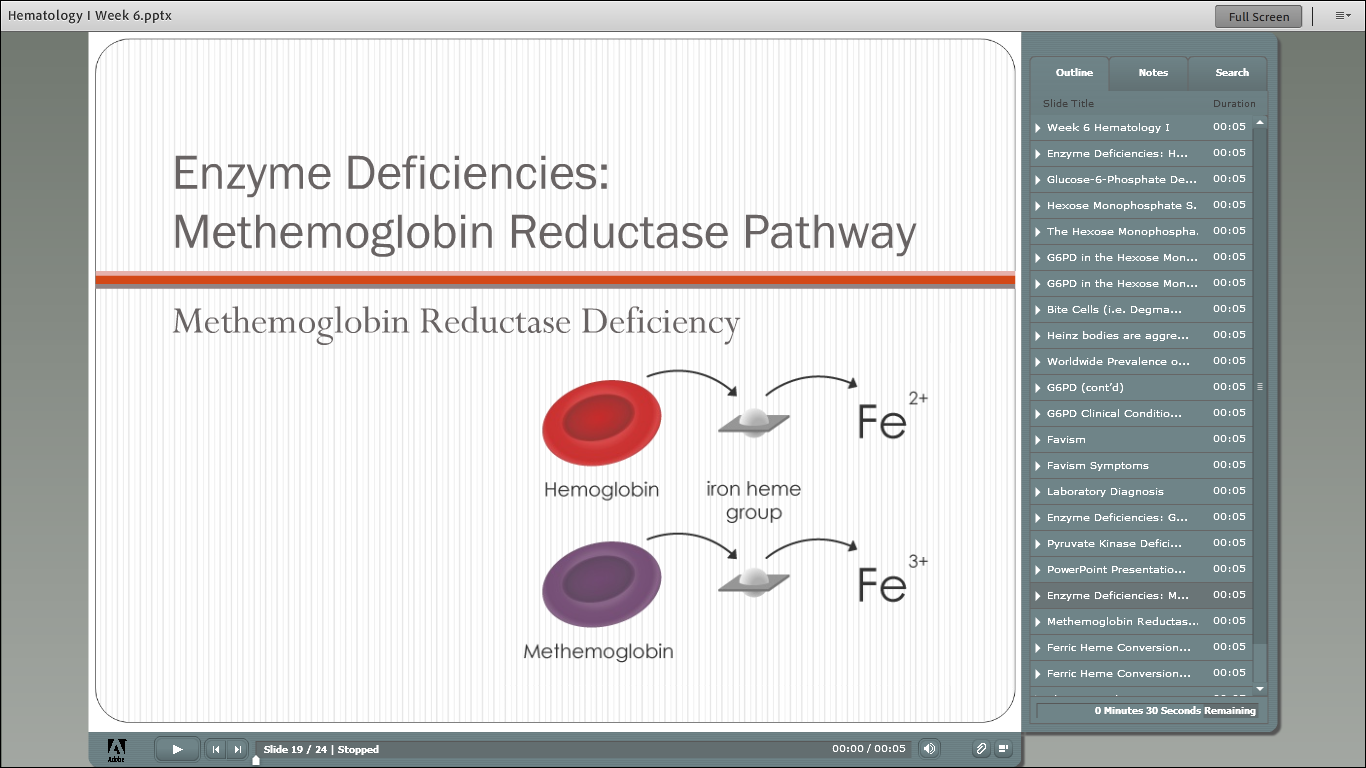 Hematology I Week 6.pptx
Full Screen
Enzyme Deficiencies:
Methemoglobin Reductase Pathway
Methemoglobin Reductase Deficiency
Fe2+
Hemoglobin
iron heme
group
Fe3+
Methemoglobin
Outline Notes Search
Slide Title Duration
Week 6 Hematology I 00:05
Enzyme Deficiencies: H... 00:05
Glucose-6-Phosphate De... 00:05
Hexose Monophosphate S. 00:05
The Hexose Monophospha. 00:05
G6PD in the Hexose Mon... 00:05
G6PD in the Hexose Mon... 00:05
Bite Cells (i.e. Degma... 00:05
Heinz bodies are aggre... 00:05
Worldwide Prevalence o... 00:05
G6PD (cont'd) 00:05
G6PD Clinical Conditio... 00:05
Favism 00:05
Favism Symptoms 00:05
Laboratory Diagnosis 00:05
Enzyme Deficiencies: G... 00:05
Pyruvate Kinase Defici... 00:05
PowerPoint Presentatio... 00:05
Enzyme Deficiencies: M... 00:05
Methemoglobin Reductas... 00:05
Ferric Heme Conversion... 00:05
Ferric Heme Conversion... 00:05
0 Minutes 30 Seconds Remaining
Adobe
Slide 19 / 24 | Stopped
00:00 / 00:05